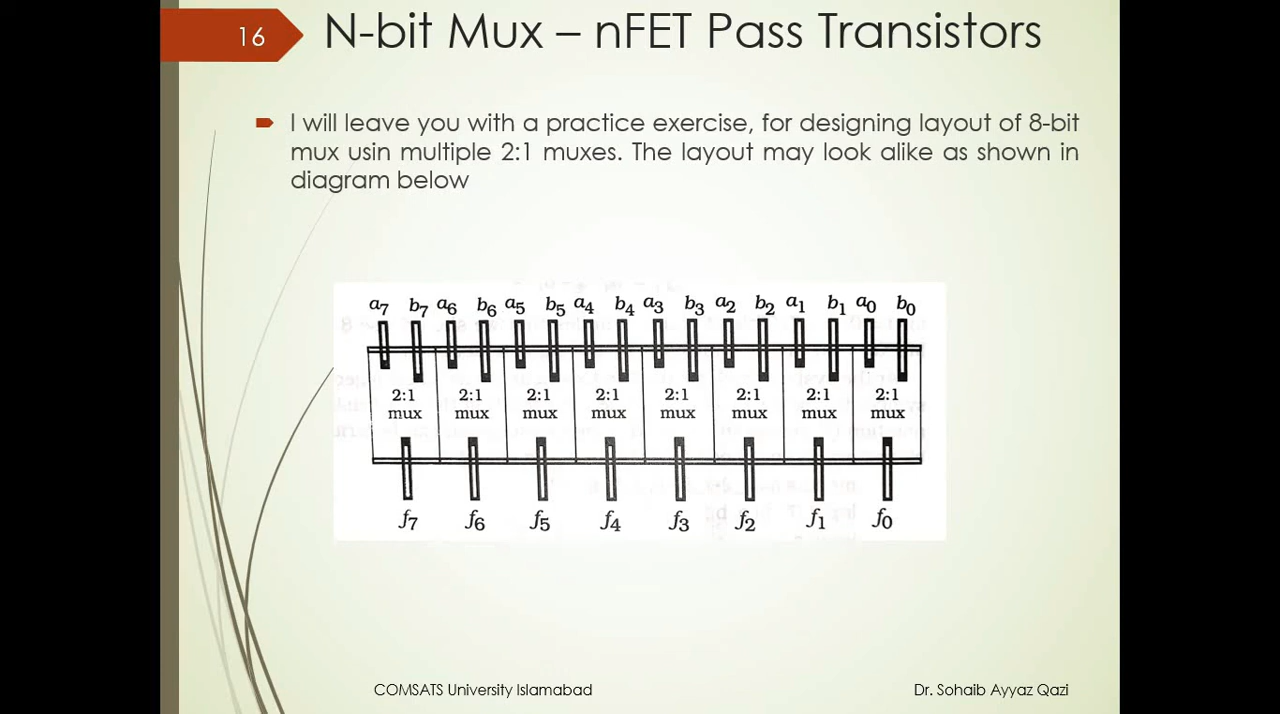 16
N-bit Mux – nFET Pass Transistors
I will leave you with a practice exercise, for designing layout of 8-bit
mux usin multiple 2:1 muxes. The layout may look alike as shown in
diagram below
a7 b7 a6 b6 a5 b5 a4 b4 a3 b3 a2 b2 a1 b1 a0 b0
2:1 2:1 2:1 2:1 2:1 2:1 2:1 2:1
mux mux mux mux mux mux mux mux
f7 f6 f5 f4 f3 f2 f1 f0
COMSATS University Islamabad
Dr. Sohaib Ayyaz Qazi